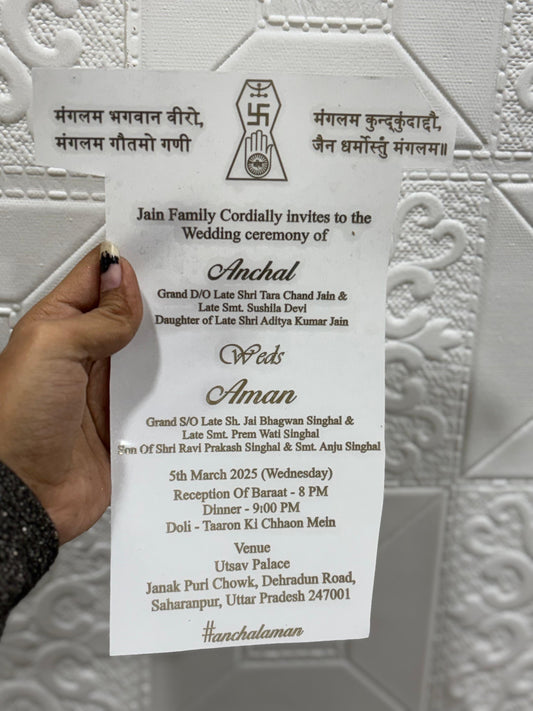 मंगलम भगवान वीरो,
मंगलम गौतमो गणी
मंगलम कुन्द्कुंदाद्दौ,
जैन धर्मोस्तुं मंगलम॥
Jain Family Cordially invites to the
Wedding ceremony of
Anchal
Grand D/O Late Shri Tara Chand Jain &
Late Smt. Sushila Devi
Daughter of Late Shri Aditya Kumar Jain
Weds
Aman
Grand S/O Late Sh. Jai Bhagwan Singhal &
Late Smt. Prem Wati Singhal
Son Of Shri Ravi Prakash Singhal & Smt. Anju Singhal
5th March 2025 (Wednesday)
Reception Of Baraat - 8 PM
Dinner - 9:00 PM
Doli - Taaron Ki Chhaon Mein
Venue
Utsav Palace
Janak Puri Chowk, Dehradun Road,
Saharanpur, Uttar Pradesh 247001
#anchalaman